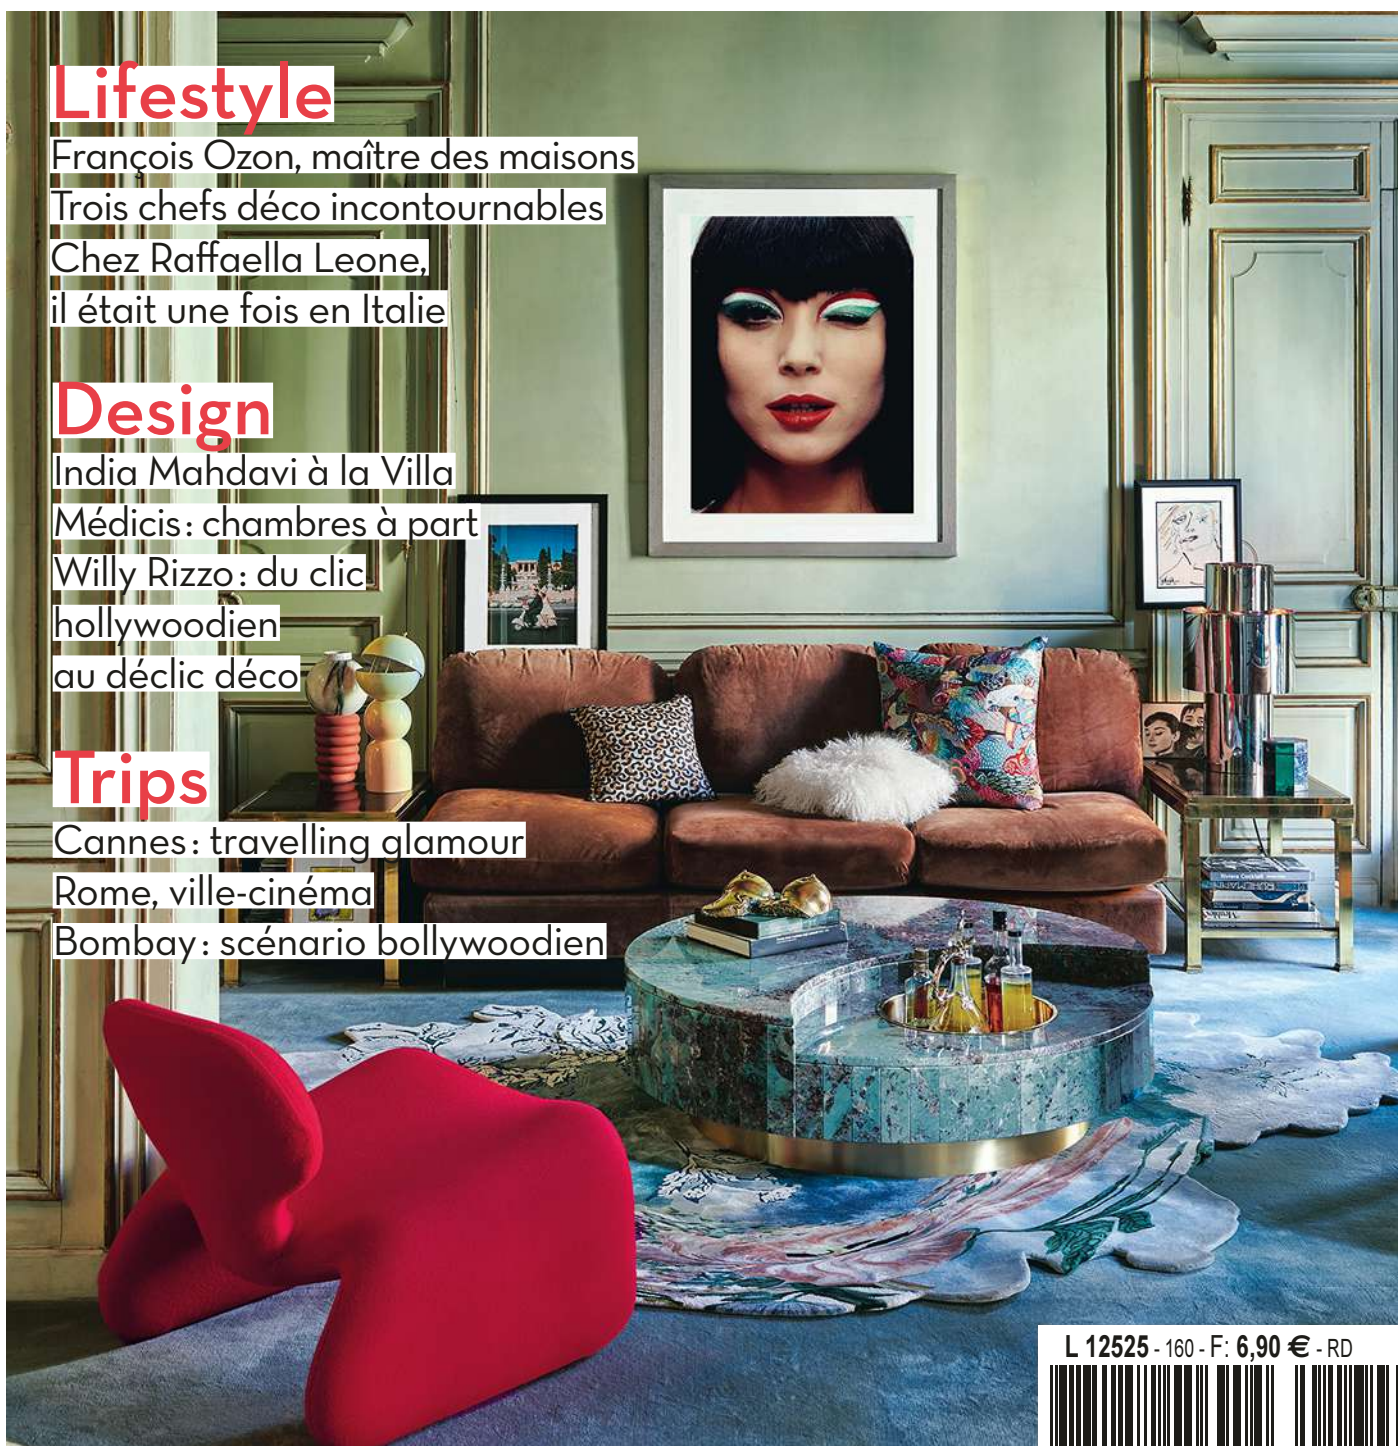 Lifestyle
François Ozon, maître des maisons
Trois chefs déco incontournables
Chez Raffaella Leone,
il était une fois en Italie
Design
India Mahdavi à la Villa
Médicis : chambres à part
Willy Rizzo : du clic
hollywoodien
au déclic déco
Trips
Cannes : travelling glamour
Rome, ville-cinéma
Bombay : scénario bollywoodien
Riviera Cocktail
L 12525 - 160 - F: 6,90 € - RD